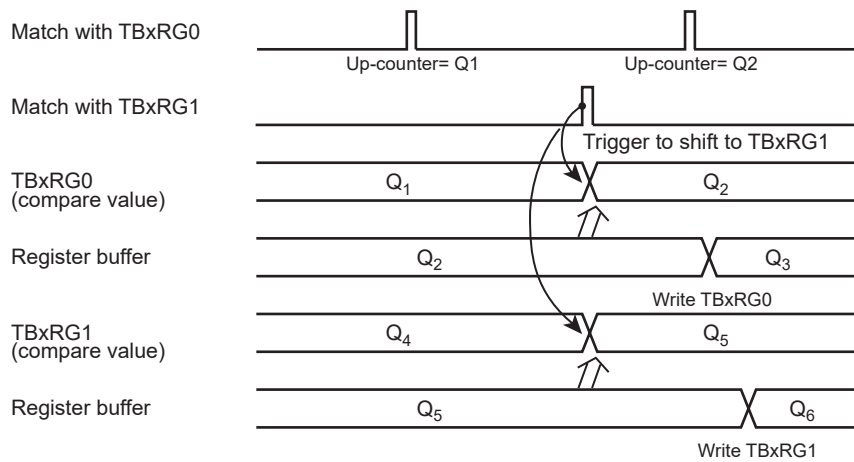 Match with TBxRG0
Up-counter= Q1
Up-counter= Q2
Match with TBxRG1
Trigger to shift to TBxRG1
TBxRG0
(compare value)
Q1
Q2
Register buffer
Q2
Q3
Write TBxRG0
TBxRG1
(compare value)
Q4
Q5
Register buffer
Q5
Q6
Write TBxRG1